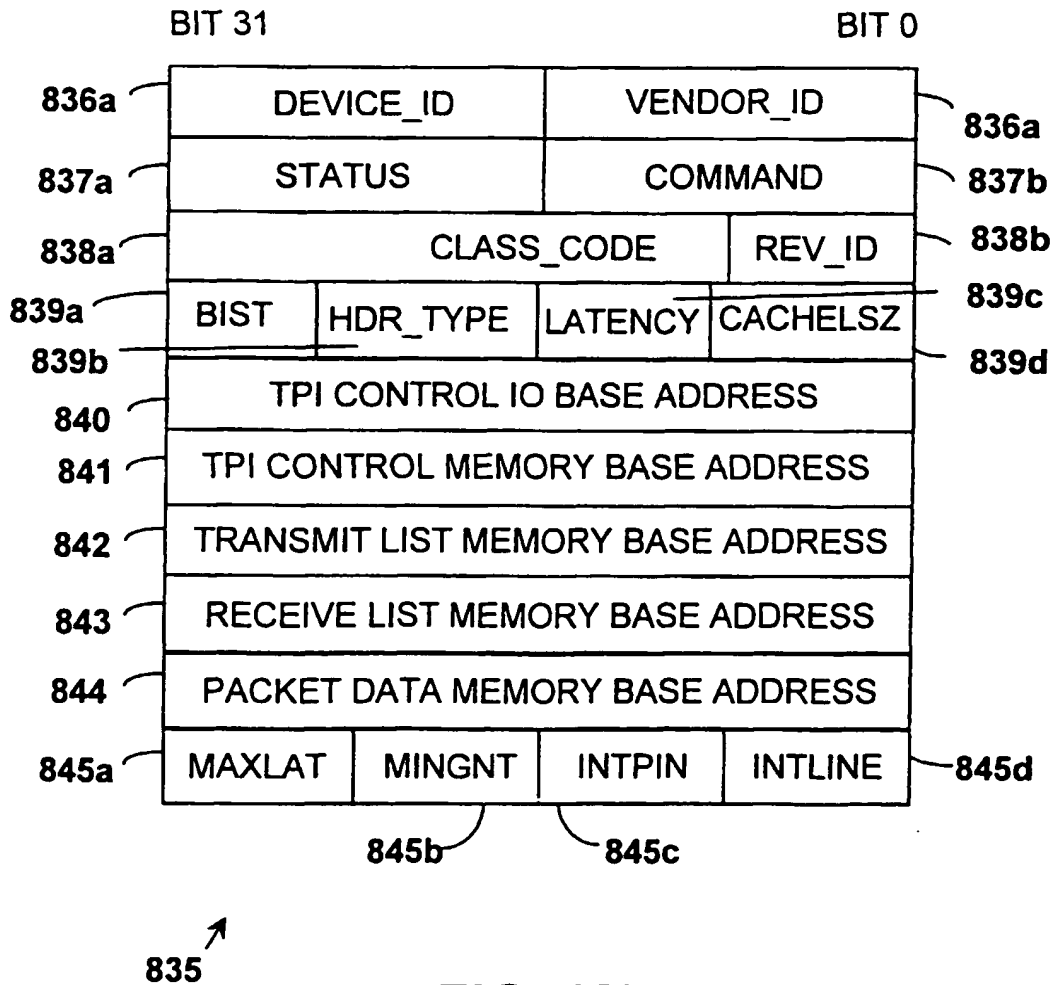 BIT 31 BIT 0
836a DEVICE_ID VENDOR_ID 836a
837a STATUS COMMAND 837b
838a CLASS_CODE REV_ID 838b
839a BIST HDR_TYPE LATENCY CACHELSZ 839c
839b 839d
840 TPI CONTROL IO BASE ADDRESS
841 TPI CONTROL MEMORY BASE ADDRESS
842 TRANSMIT LIST MEMORY BASE ADDRESS
843 RECEIVE LIST MEMORY BASE ADDRESS
844 PACKET DATA MEMORY BASE ADDRESS
845a MAXLAT MINGNT INTPIN INTLINE 845d
845b 845c
835